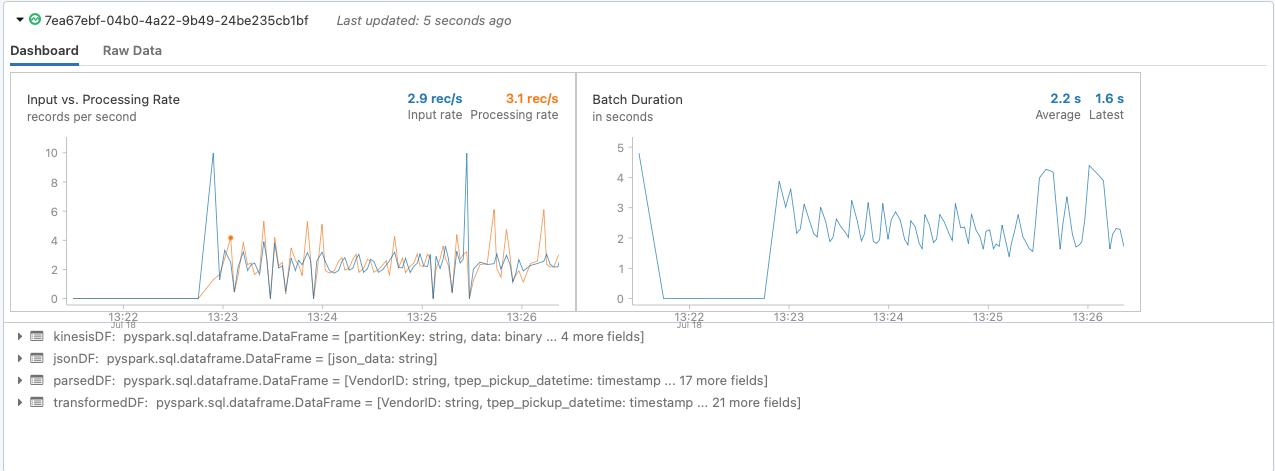 7ea67ebf-04b0-4a22-9b49-24be235cb1bf Last updated: 5 seconds ago
Dashboard Raw Data
Input vs. Processing Rate
records per second
2.9 rec/s 3.1 rec/s
Input rate Processing rate
10
8
6
4
2
0
13:22 13:23 13:24 13:25 13:26
Jul 18
Batch Duration
in seconds
2.2 s 1.6 s
Average Latest
5
4
3
2
1
0
13:22 13:23 13:24 13:25 13:26
Jul 18
kinesisDF: pyspark.sql.dataframe.DataFrame = [partitionKey: string, data: binary ... 4 more fields]
jsonDF: pyspark.sql.dataframe.DataFrame = [json_data: string]
parsedDF: pyspark.sql.dataframe.DataFrame = [VendorID: string, tpep_pickup_datetime: timestamp ... 17 more fields]
transformedDF: pyspark.sql.dataframe.DataFrame = [VendorID: string, tpep_pickup_datetime: timestamp ... 21 more fields]